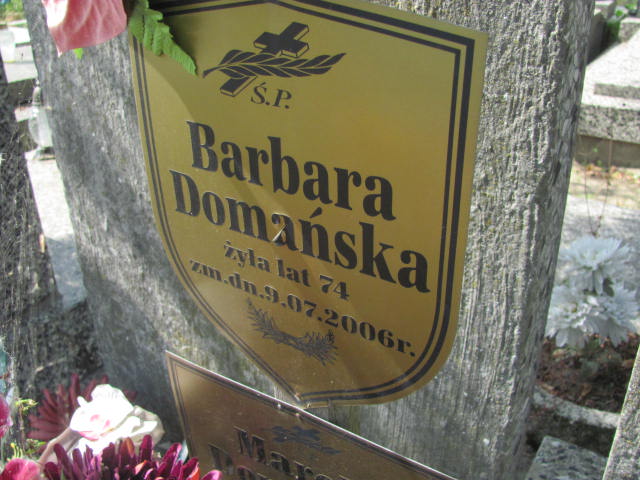 Ś.P.
Barbara
Domańska
żyła lat 74
zm.dn.9.07.2006r.